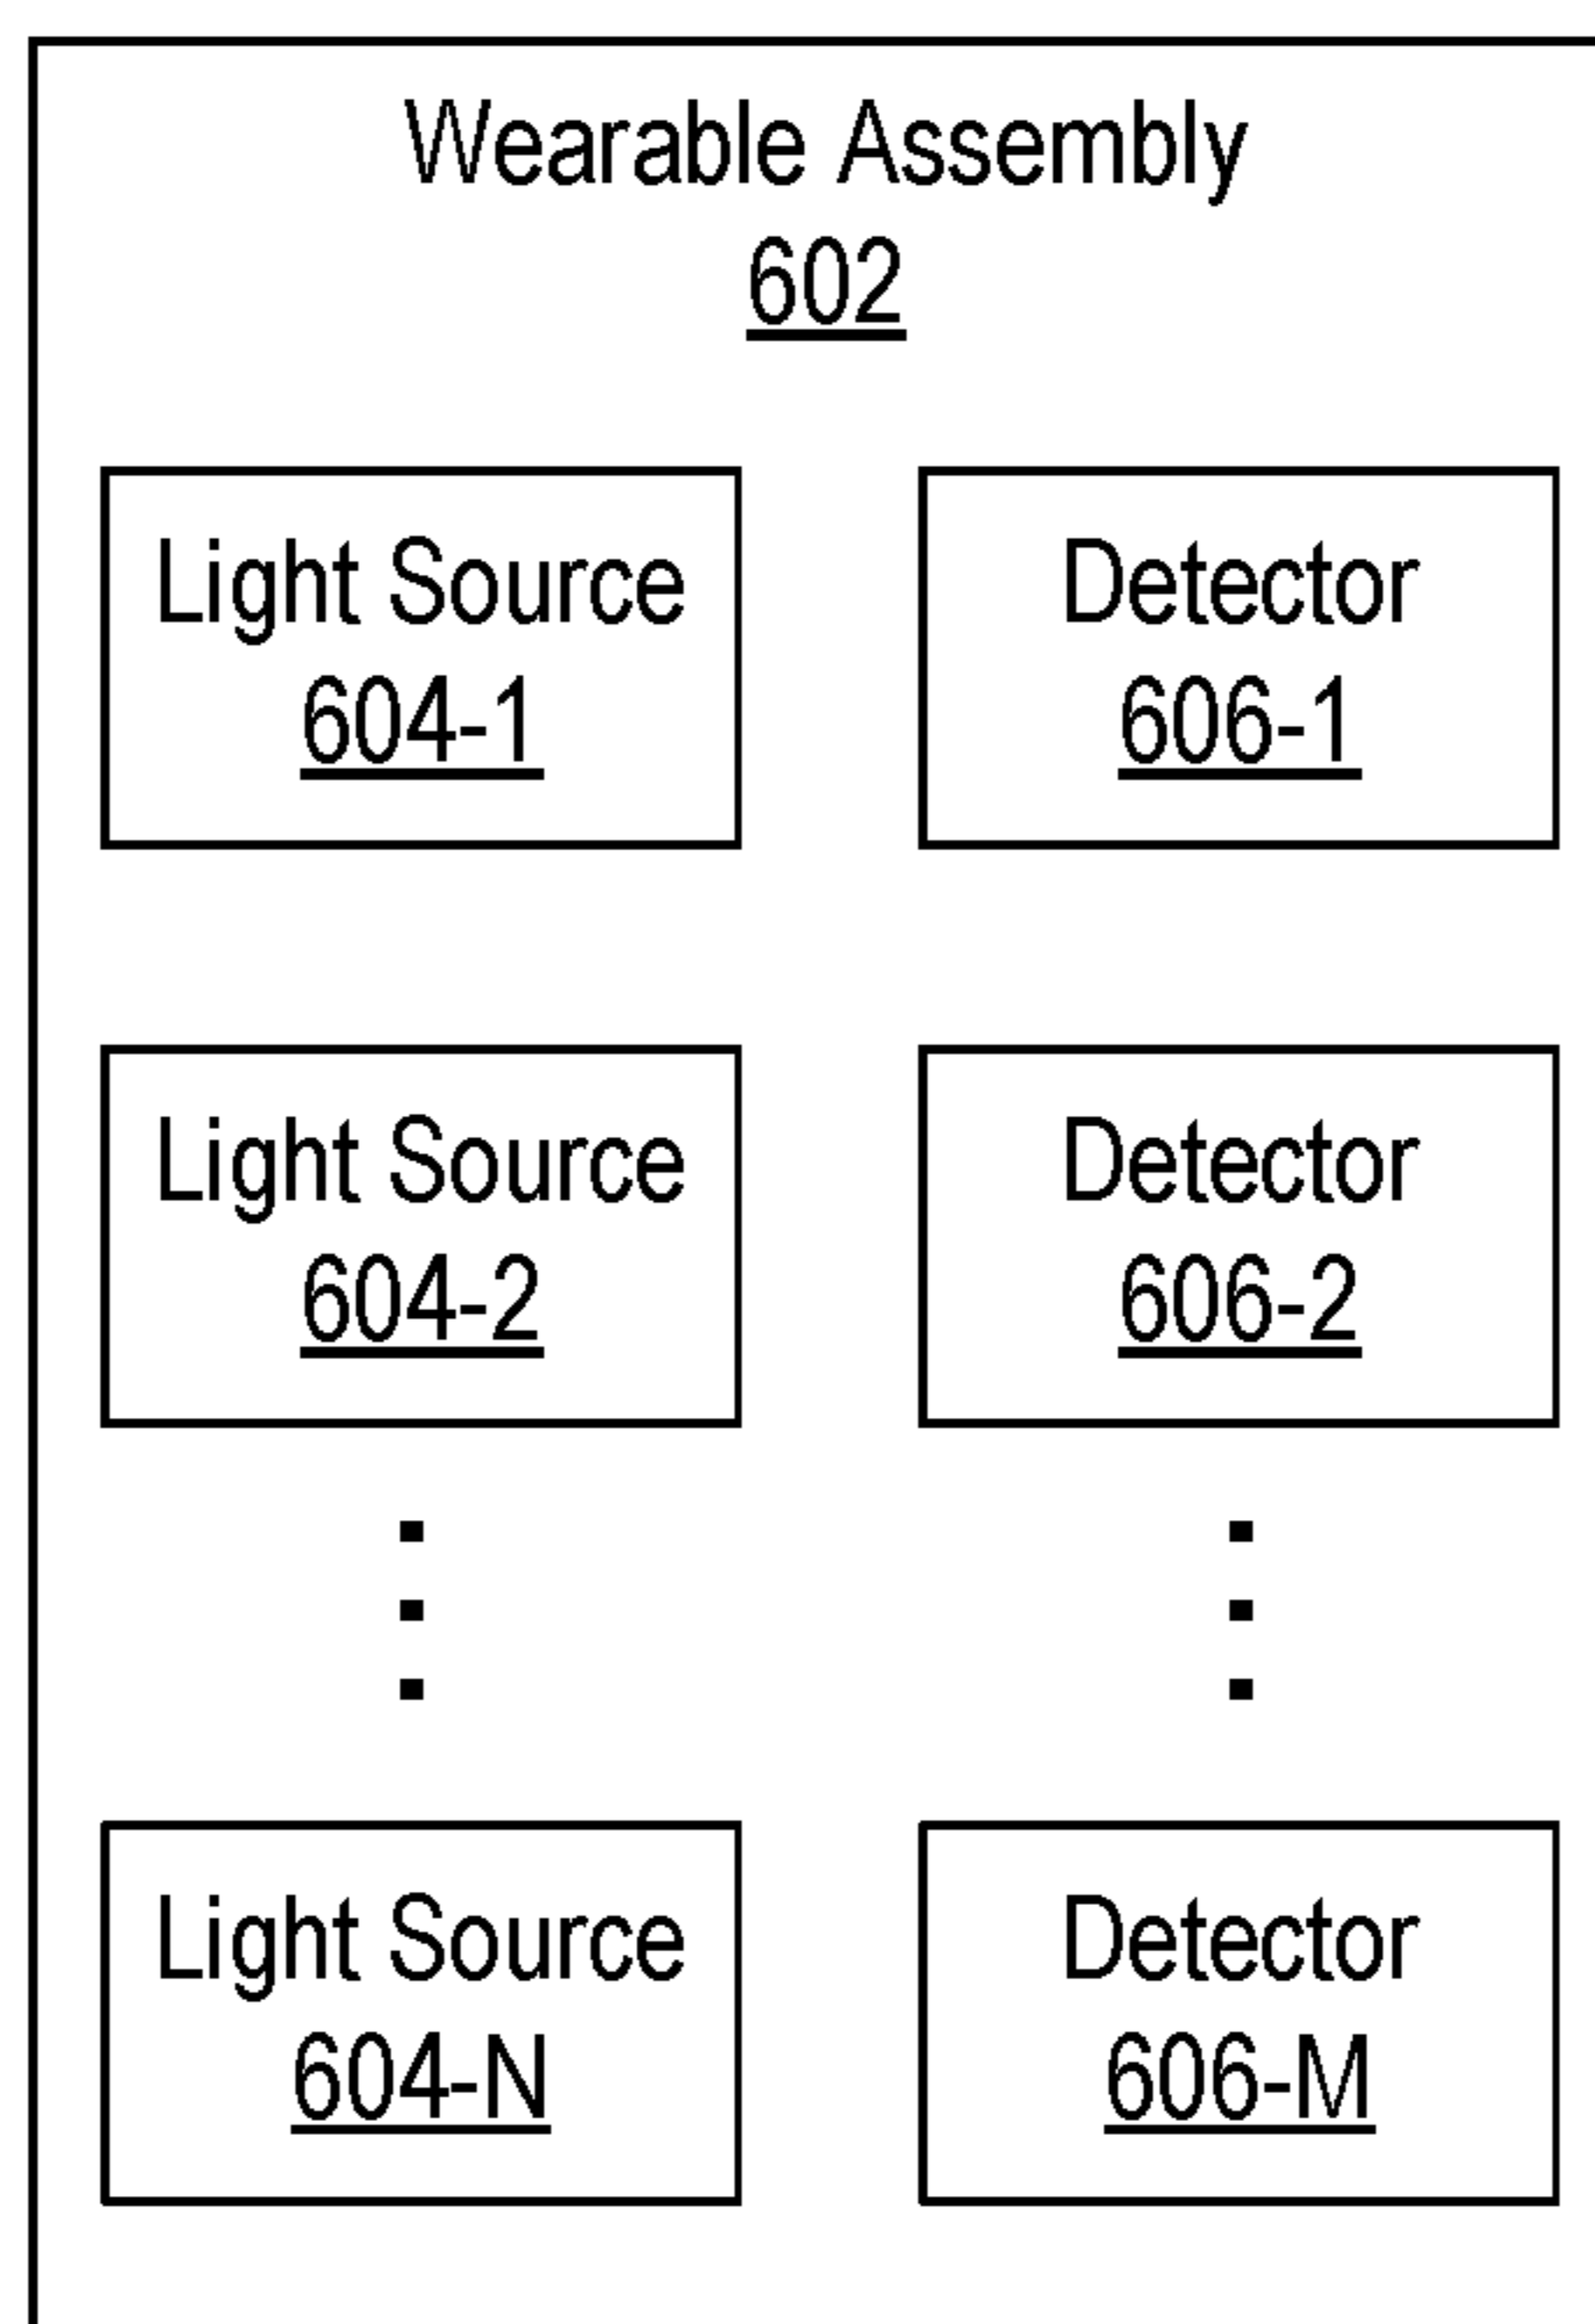 Wearable Assembly
602
Light Source
604-1
Detector
606-1
Light Source
604-2
Detector
606-2
Light Source
604-N
Detector
606-M